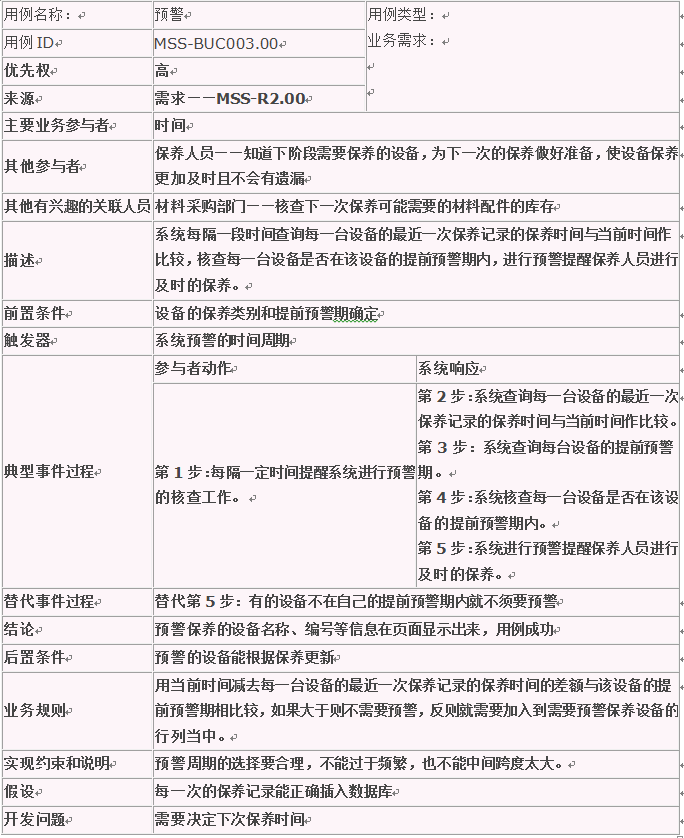 用例名称：
预警
用例类型：
业务需求：
用例 ID
MSS-BUC003.00
优先权
高
来源
需求——MSS-R2.00
主要业务参与者
时间
其他参与者
保养人员——知道下阶段需要保养的设备，为下一次的保养做好准备，使设备保养
更加及时且不会有遗漏
其他有兴趣的关联人员
材料采购部门——核查下一次保养可能需要的材料配件的库存
描述
系统每隔一段时间查询每一台设备的最近一次保养记录的保养时间与当前时间作
比较，核查每一台设备是否在该设备的提前预警期内，进行预警提醒保养人员进行
及时的保养。
前置条件
设备的保养类别和提前预警期确定
触发器
系统预警的时间周期
典型事件过程
参与者动作
系统响应
第 1 步：每隔一定时间提醒系统进行预警
的核查工作。
第 2 步：系统查询每一台设备的最近一次
保养记录的保养时间与当前时间作比较。
第 3 步：系统查询每台设备的提前预警
期。
第 4 步：系统核查每一台设备是否在该设
备的提前预警期内。
第 5 步：系统进行预警提醒保养人员进行
及时的保养。
替代事件过程
替代第 5 步：有的设备不在自己的提前预警期内就不须要预警
结论
预警保养的设备名称、编号等信息在页面显示出来，用例成功
后置条件
预警的设备能根据保养更新
业务规则
用当前时间减去每一台设备的最近一次保养记录的保养时间的差额与该设备的提
前预警期相比较，如果大于则不需要预警，反则就需要加入到需要预警保养设备的
行列当中。
实现约束和说明
预警周期的选择要合理，不能过于频繁，也不能中间跨度太大。
假设
每一次的保养记录能正确插入数据库
开发问题
需要决定下次保养时间